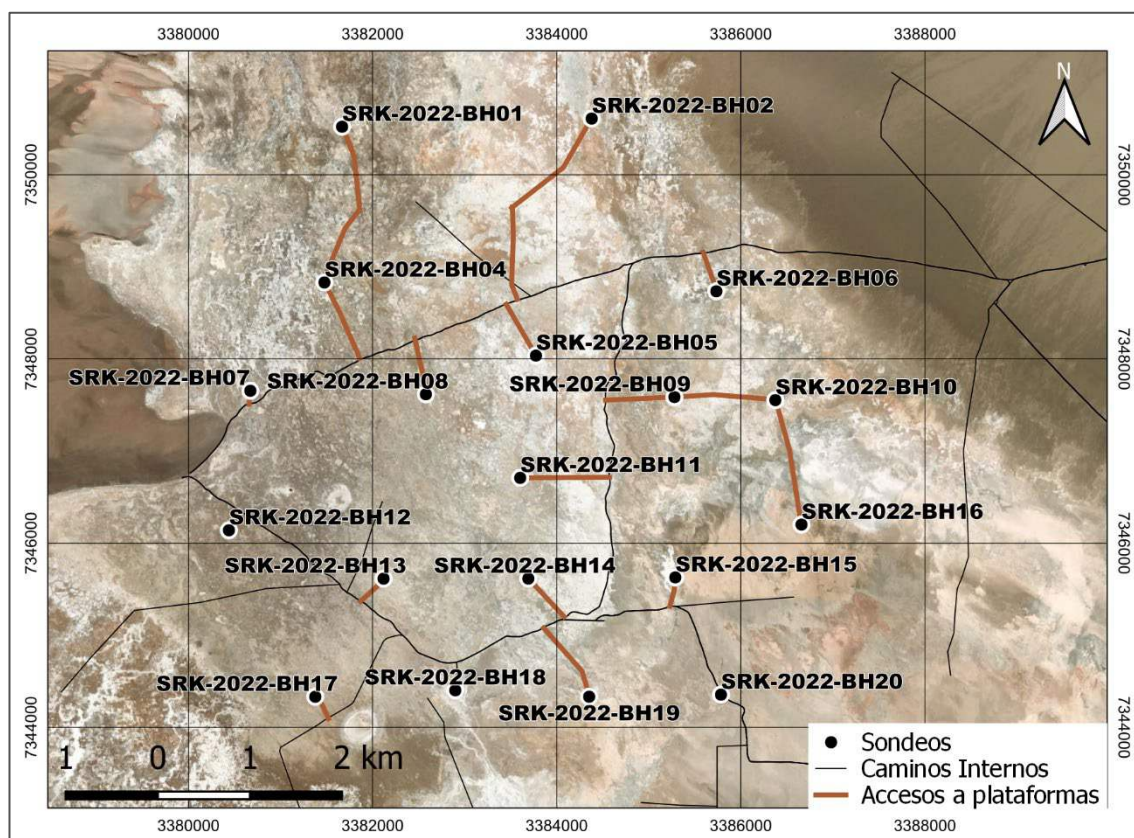 3380000 3382000 3384000 3386000 3388000
N
SRK-2022-BH01
SRK-2022-BH02
7350000
7350000
SRK-2022-BH04
SRK-2022-BH06
SRK-2022-BH05
7348000
7348000
SRK-2022-BH07
SRK-2022-BH08
SRK-2022-BH09
SRK-2022-BH10
SRK-2022-BH11
SRK-2022-BH16
SRK-2022-BH12
7346000
7346000
SRK-2022-BH13
SRK-2022-BH14
SRK-2022-BH15
SRK-2022-BH17
SRK-2022-BH18
SRK-2022-BH20
SRK-2022-BH19
7344000
7344000
1 0 1 2 km
Sondeos
Caminos Internos
Accesos a plataformas
3380000 3382000 3384000 3386000 3388000